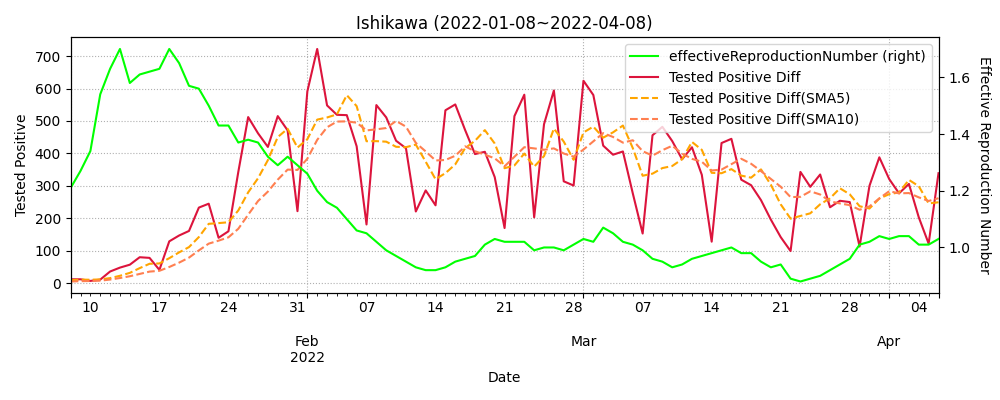 Ishikawa (2022-01-08~2022-04-08)
effectiveReproductionNumber (right)
Tested Positive Diff
Tested Positive Diff(SMA5)
Tested Positive Diff(SMA10)
Tested Positive
700
600
500
400
300
200
100
0
1.6
1.4
1.2
1.0
Effective Reproduction Number
10 17 24 31 07 14 21 28 07 14 21 28 04
Feb Mar Apr
2022
Date